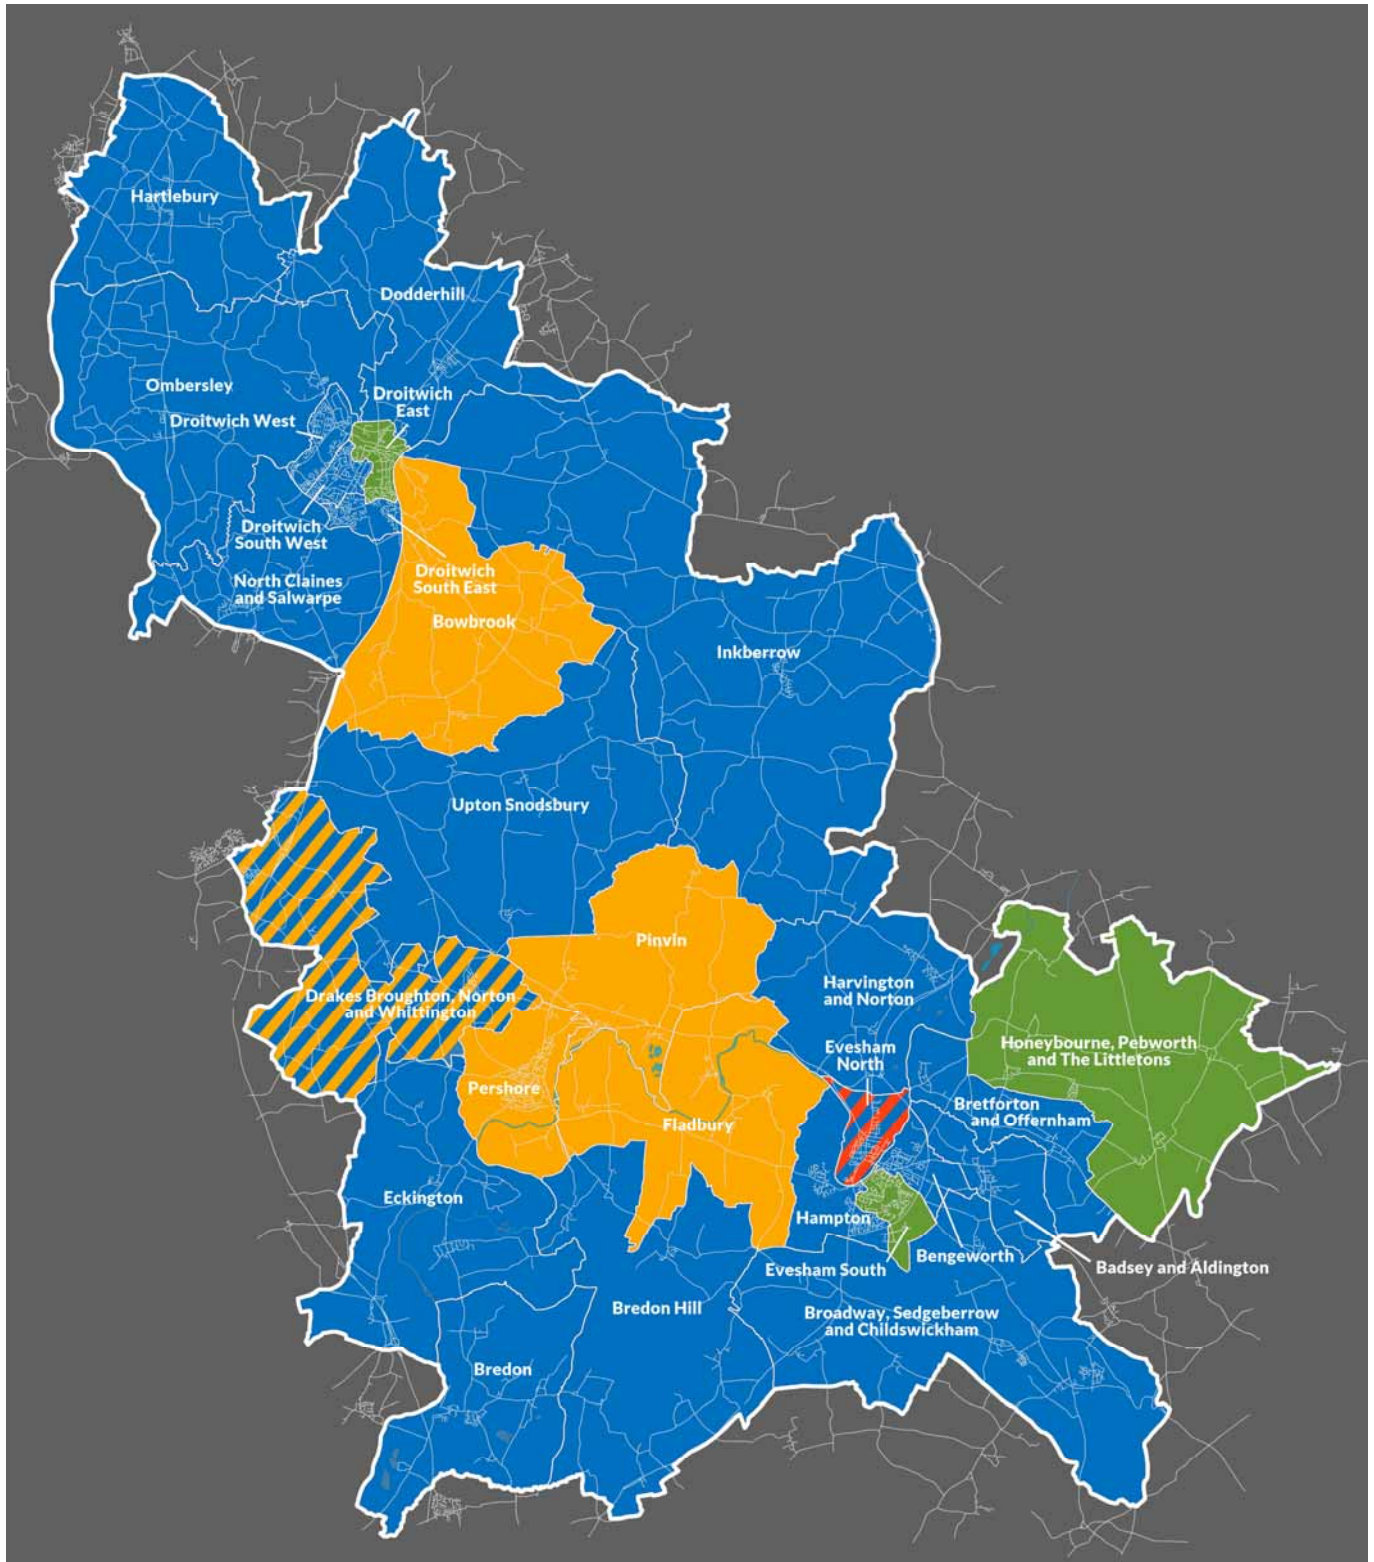 Hartlebury
Dodderhill
Ombersley
Droitwich
East
Droitwich West
Droitwich
South West
Droitwich
South East
North Claines
and Salwarpe
Bowbrook
Inkberrow
Upton Snodsbury
Pinvin
Harvington
and Norton
Drakes Broughton, Norton
and Whittington
Evesham
North
Honeybourne, Pebworth
and The Littletons
Pershore
Bretforton
and Offernham
Fladbury
Eckington
Hampton
Bengeworth
Evesham South
Badsey and Aldington
Bredon Hill
Broadway, Sedgeberrow
and Childswickham
Bredon